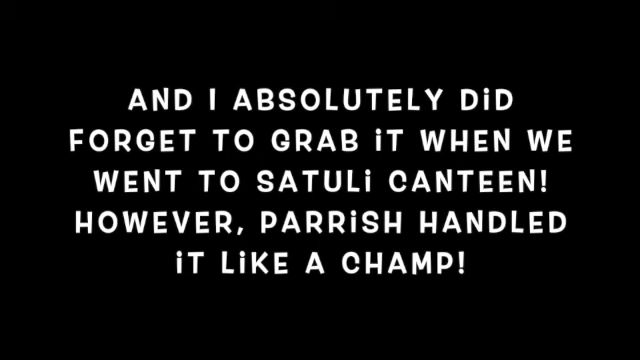 AND I ABSOLUTELY DiD
FORGET TO GRAB iT WHEN WE
WENT TO SATULi CANTEEN!
HOWEVER, PARRiSH HANDLED
iT LiKE A CHAMP!